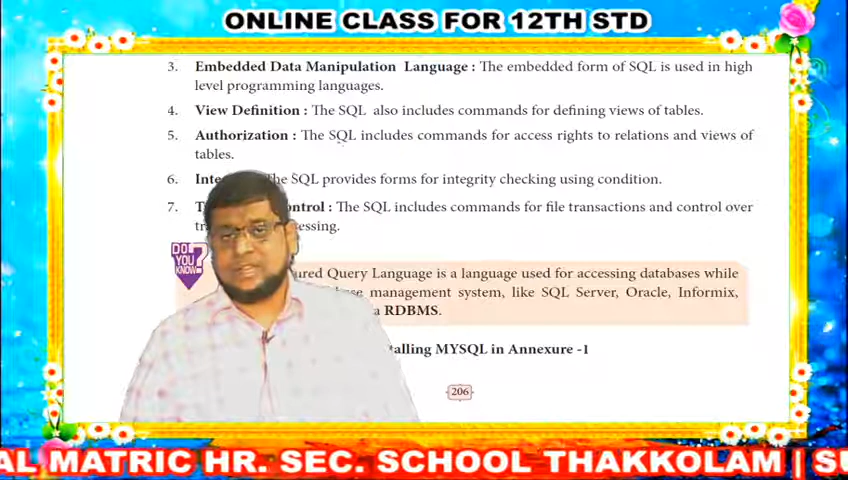 ONLINE CLASS FOR 12TH STD
3. Embedded Data Manipulation Language : The embedded form of SQL is used in high
level programming languages.
4. View Definition : The SQL also includes commands for defining views of tables.
5. Authorization : The SQL includes commands for access rights to relations and views of
tables.
6. The SQL provides forms for integrity checking using condition.
7. : The SQL includes commands for file transactions and control over
DO YOU KNOW?
Query Language is a language used for accessing databases while
management system, like SQL Server, Oracle, Informix,
a RDBMS.
MYSQL in Annexure -1
206
MATRIC HR. SEC. SCHOOL THAKKOLAM |